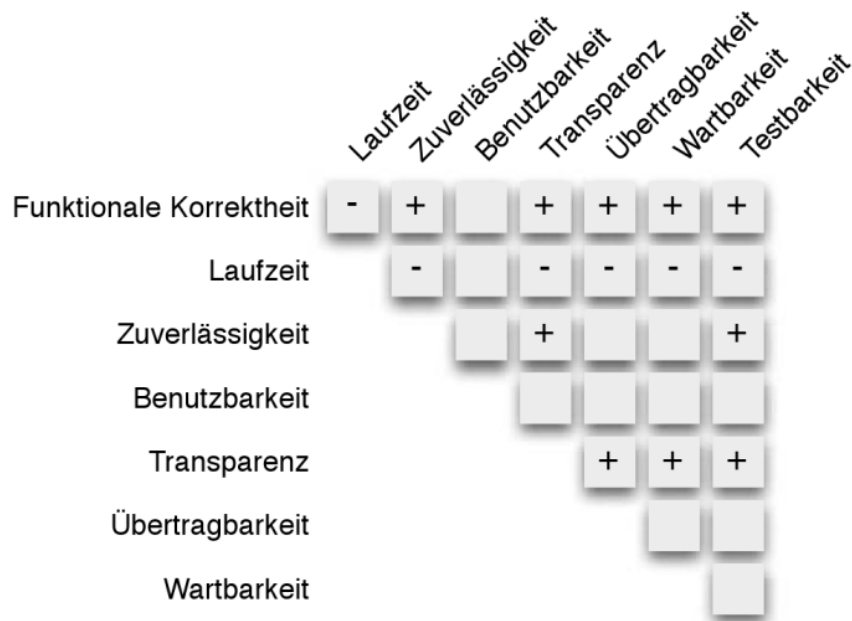 Laufzeit
Zuverlässigkeit
Benutzbarkeit
Transparenz
Übertragbarkeit
Wartbarkeit
Testbarkeit
Funktionale Korrektheit - + + + + +
Laufzeit - - - - -
Zuverlässigkeit + +
Benutzbarkeit
Transparenz + + +
Übertragbarkeit
Wartbarkeit